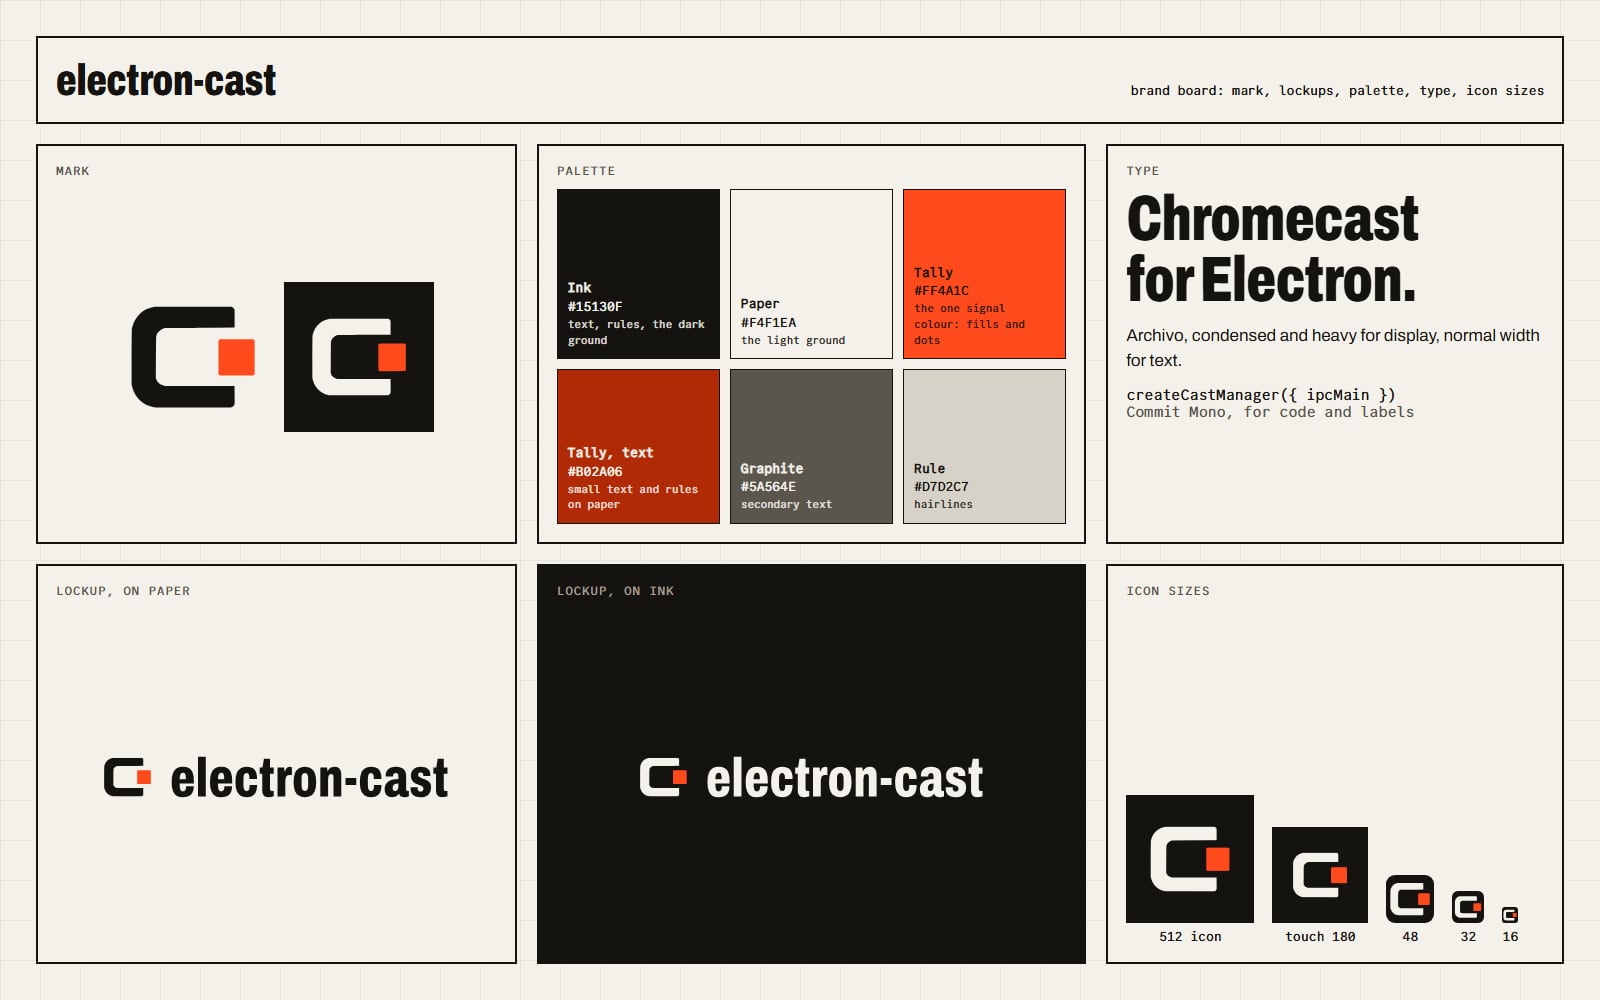 electron-cast
brand board: mark, lockups, palette, type, icon sizes
MARK
PALETTE
Ink
#15130F
text, rules, the dark
ground
Paper
#F4F1EA
the light ground
Tally
#FF4A1C
the one signal
colour: fills and
dots
Tally, text
#B02A06
small text and rules
on paper
Graphite
#5A564E
secondary text
Rule
#D7D2C7
hairlines
TYPE
Chromecast
for Electron.
Archivo, condensed and heavy for display, normal width
for text.
createCastManager({ ipcMain })
Commit Mono, for code and labels
LOCKUP, ON PAPER
electron-cast
LOCKUP, ON INK
electron-cast
ICON SIZES
512 icon
touch 180
48
32
16